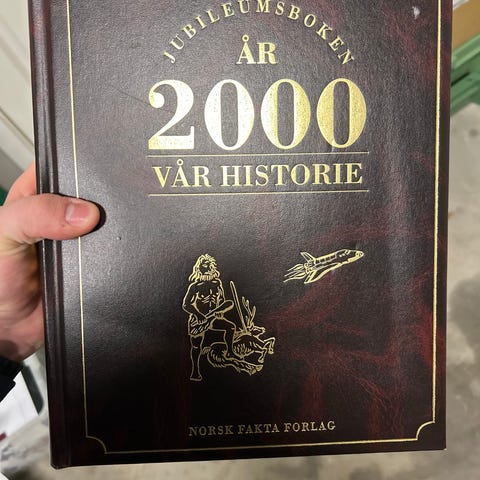 JUBILEUMSBOKEN
ÅR
2000
VÅR HISTORIE
NORSK FAKTA FORLAG